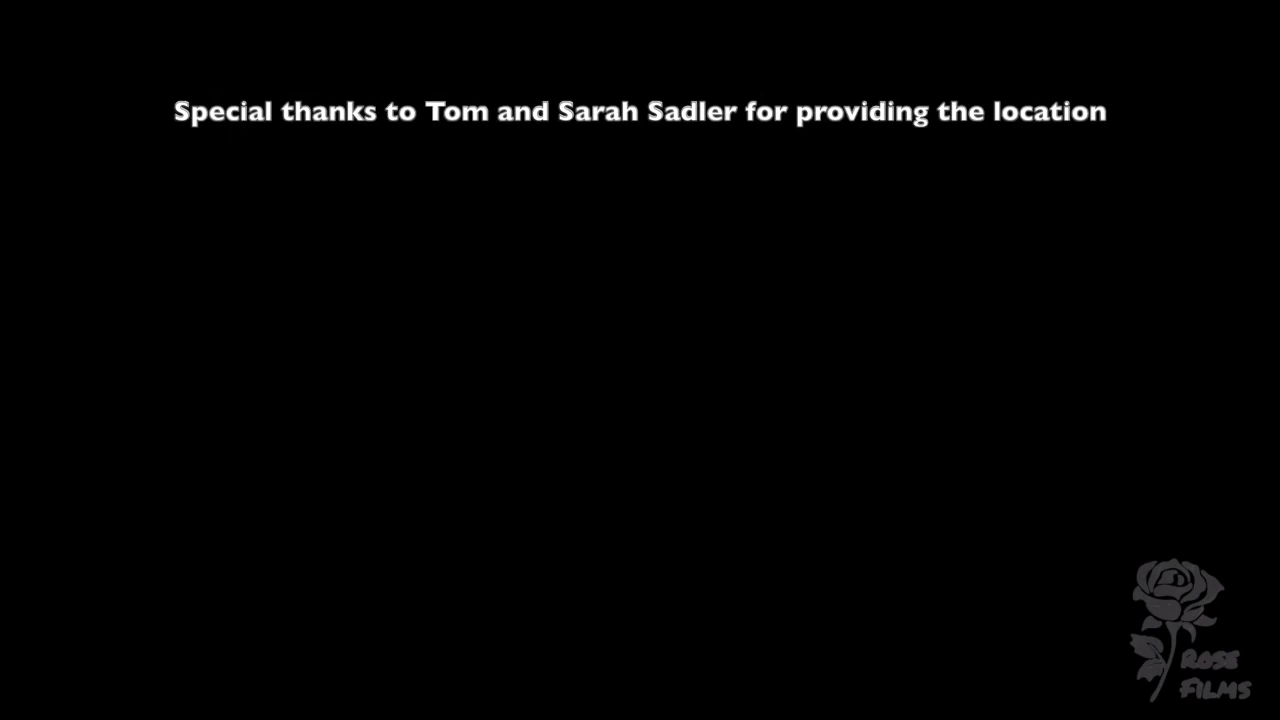 Special thanks to Tom and Sarah Sadler for providing the location
ROSE
FILMS